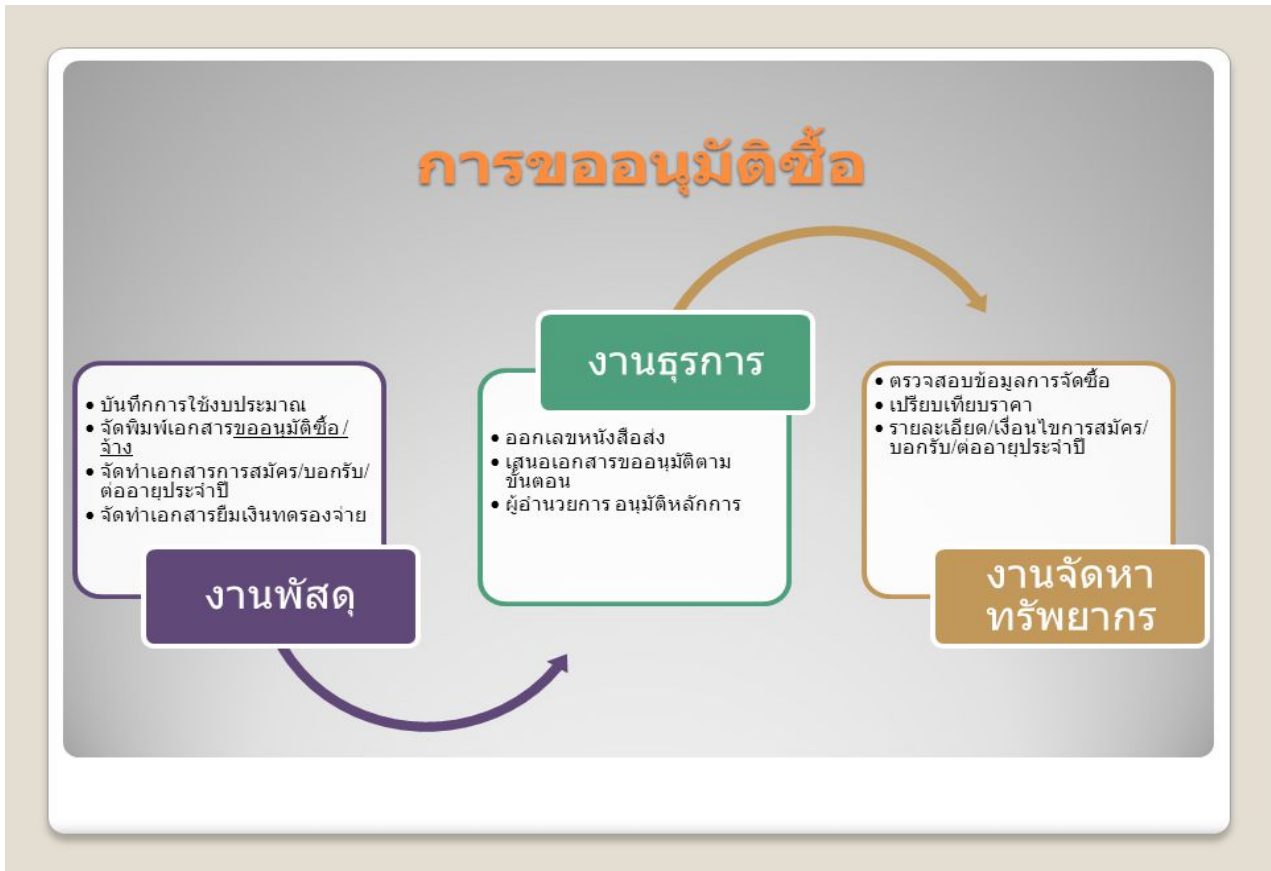 การขออนุมัติซื้อ
• บันทึกการใช้งบประมาณ
• จัดพิมพ์เอกสารขออนุมัติซื้อ/
จ้าง
• จัดทำเอกสารการสมัคร/บอกรับ/
ต่ออายุประจำปี
• จัดทำเอกสารยืมเงินทดรองจ่าย
งานพัสดุ
งานธุรการ
• ออกเลขหนังสือส่ง
• เสนอเอกสารขออนุมัติตาม
ขั้นตอน
• ผู้อำนวยการ อนุมัติหลักการ
• ตรวจสอบข้อมูลการจัดซื้อ
• เปรียบเทียบราคา
• รายละเอียด/เงื่อนไขการสมัคร/
บอกรับ/ต่ออายุประจำปี
งานจัดหา
ทรัพยากร